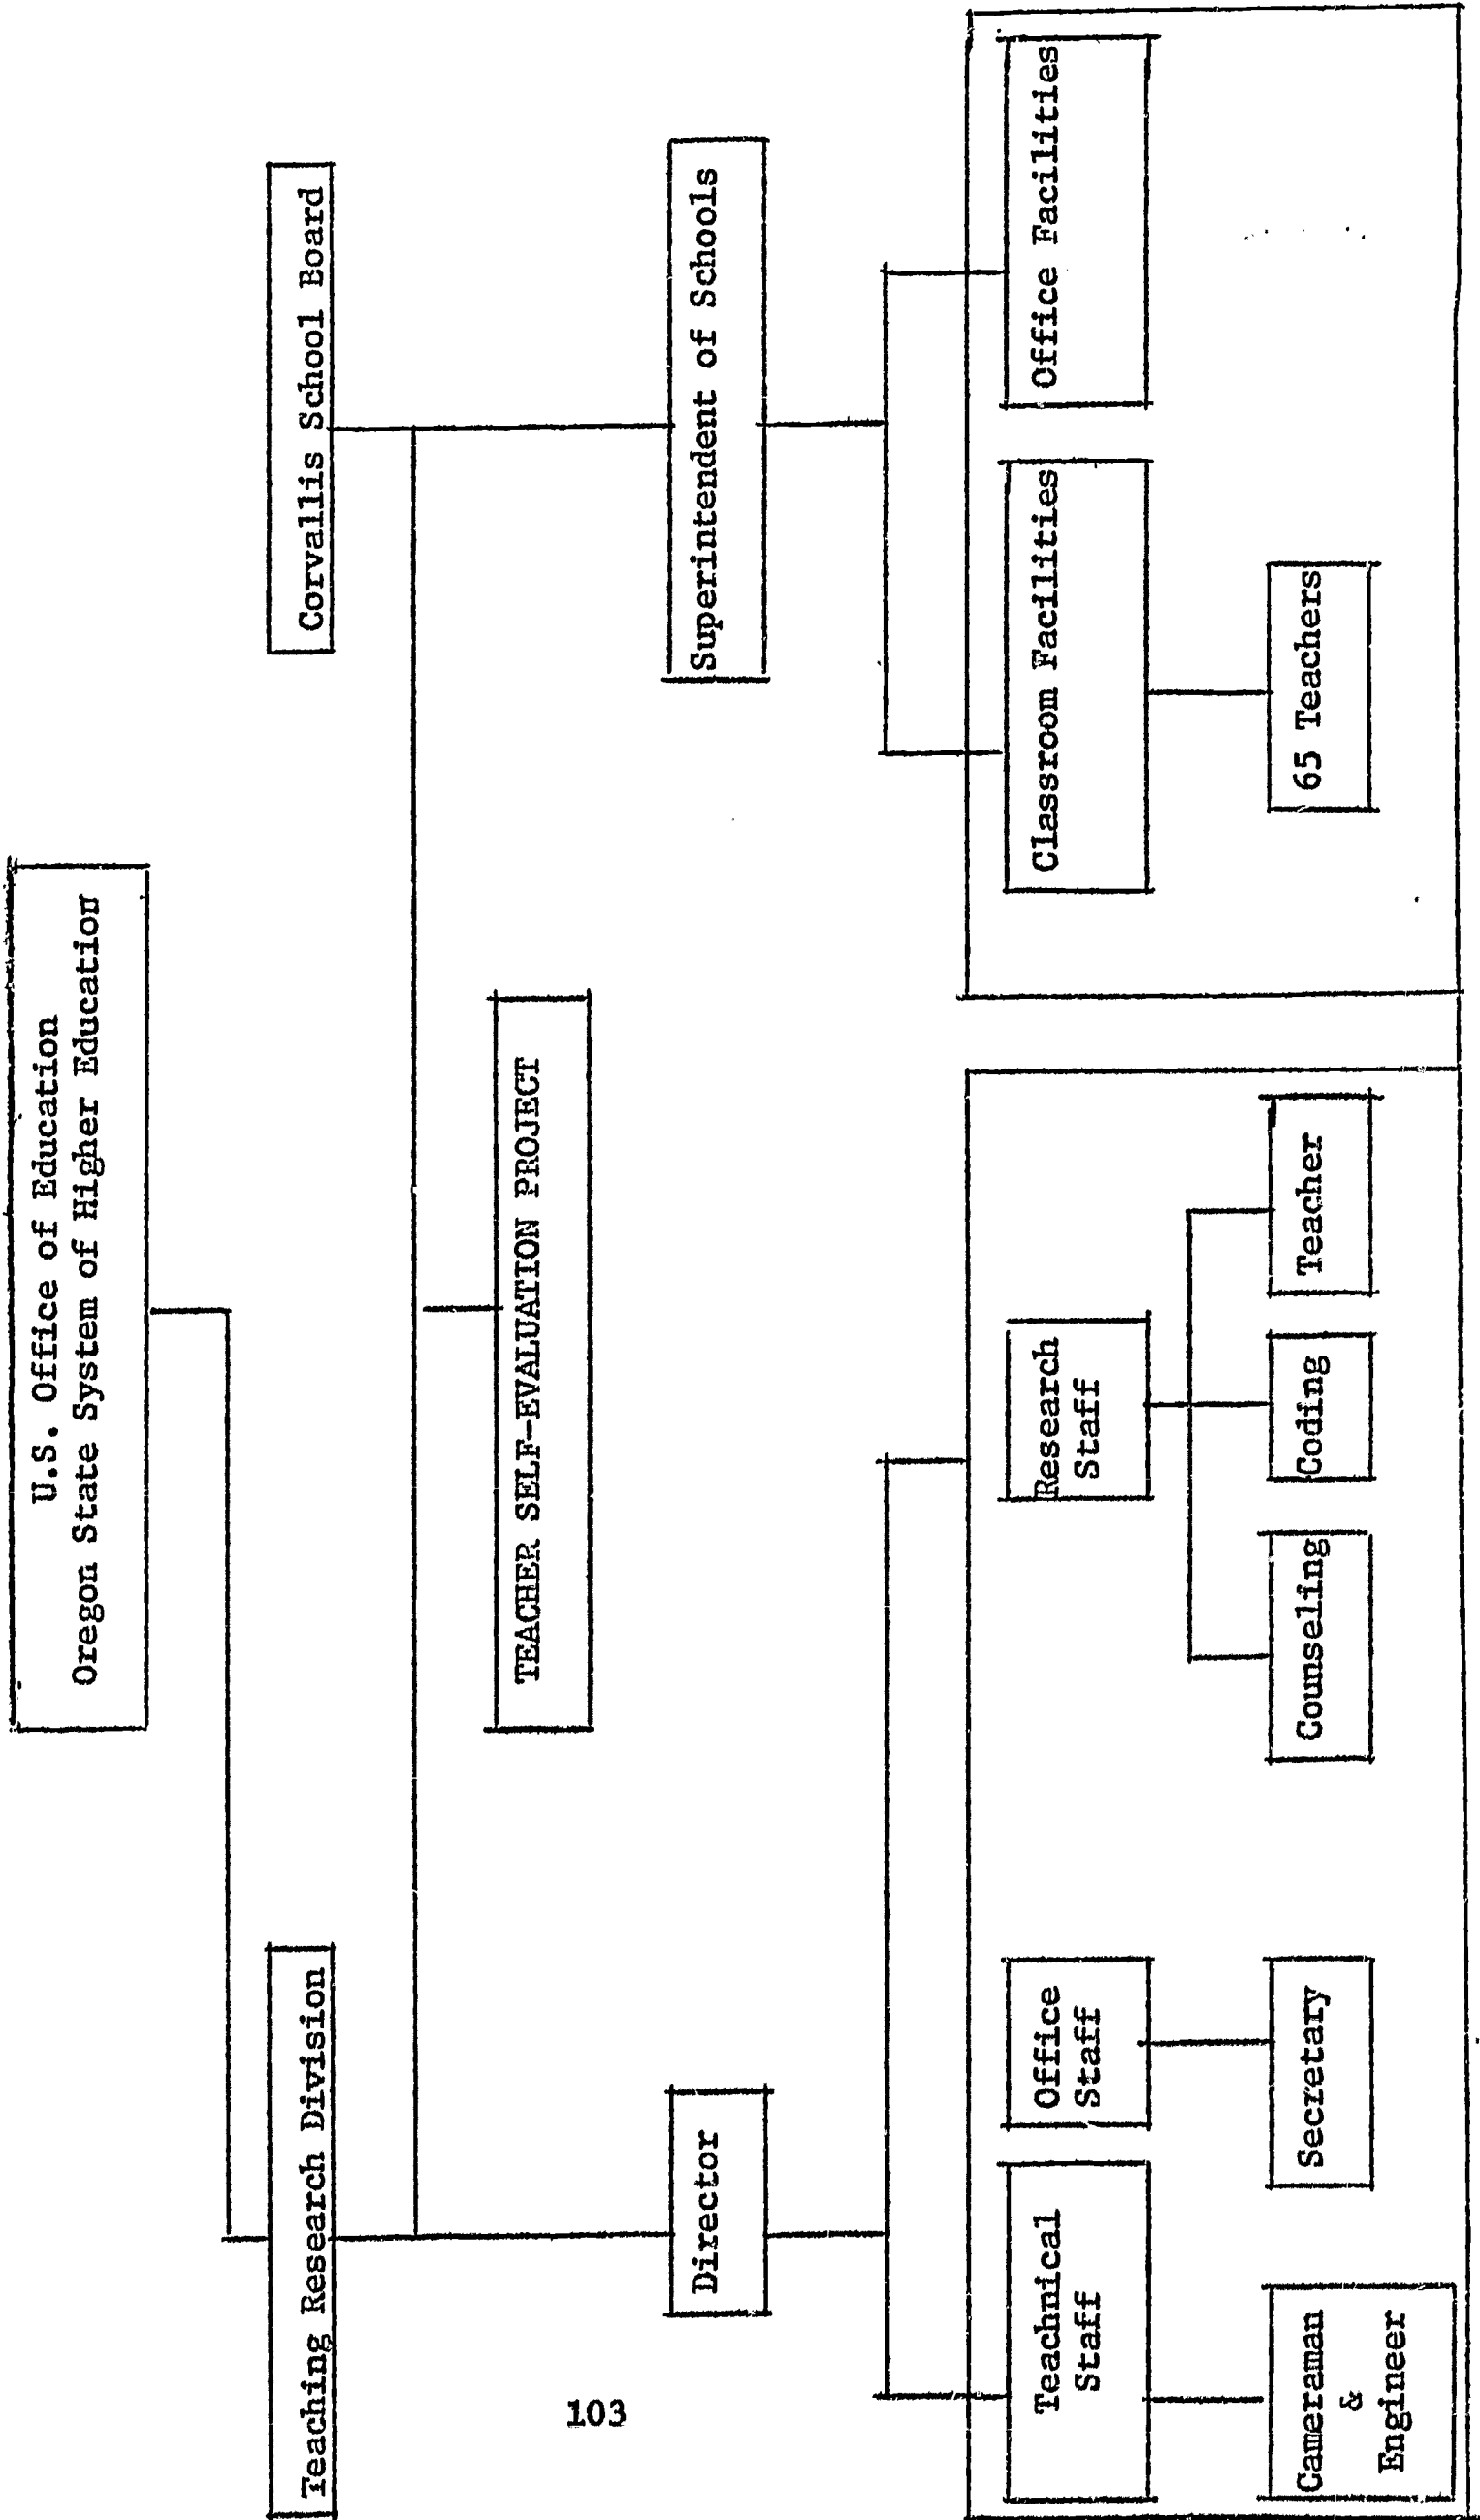 U.S. Office of Education
Oregon State System of Higher Education
Teaching Research Division
Corvallis School Board
TEACHER SELF-EVALUATION PROJECT
Director
Superintendent of Schools
Teachnical
Staff
Office
Staff
Research
Staff
Classroom Facilities
Office Facilities
Cameraman
&
Engineer
Secretary
Counseling
Coding
Teacher
65 Teachers
103